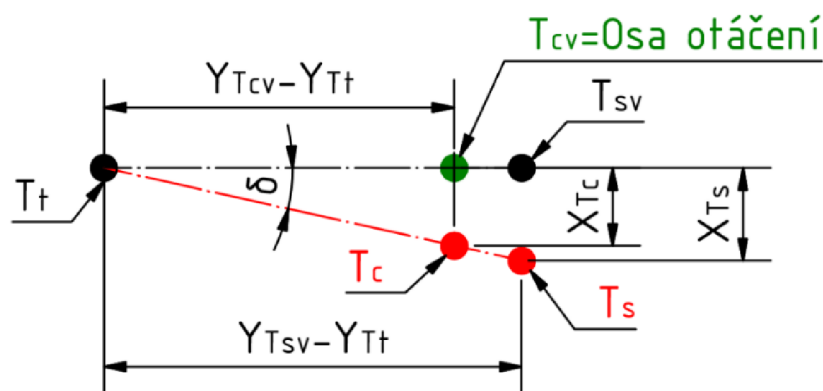 Tcv=Osa otáčení
YTcv-YTt
Tsv
δ
Tt
XTc
XTs
Tc
Ts
YTsv-YTt